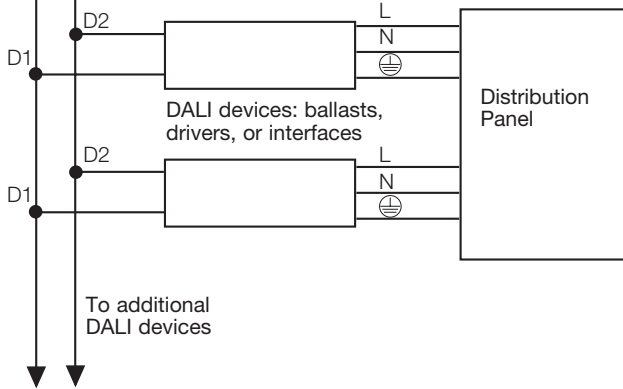 D2
L
N
D1
DALI devices: ballasts,
drivers, or interfaces
Distribution
Panel
D2
L
N
D1
To additional
DALI devices